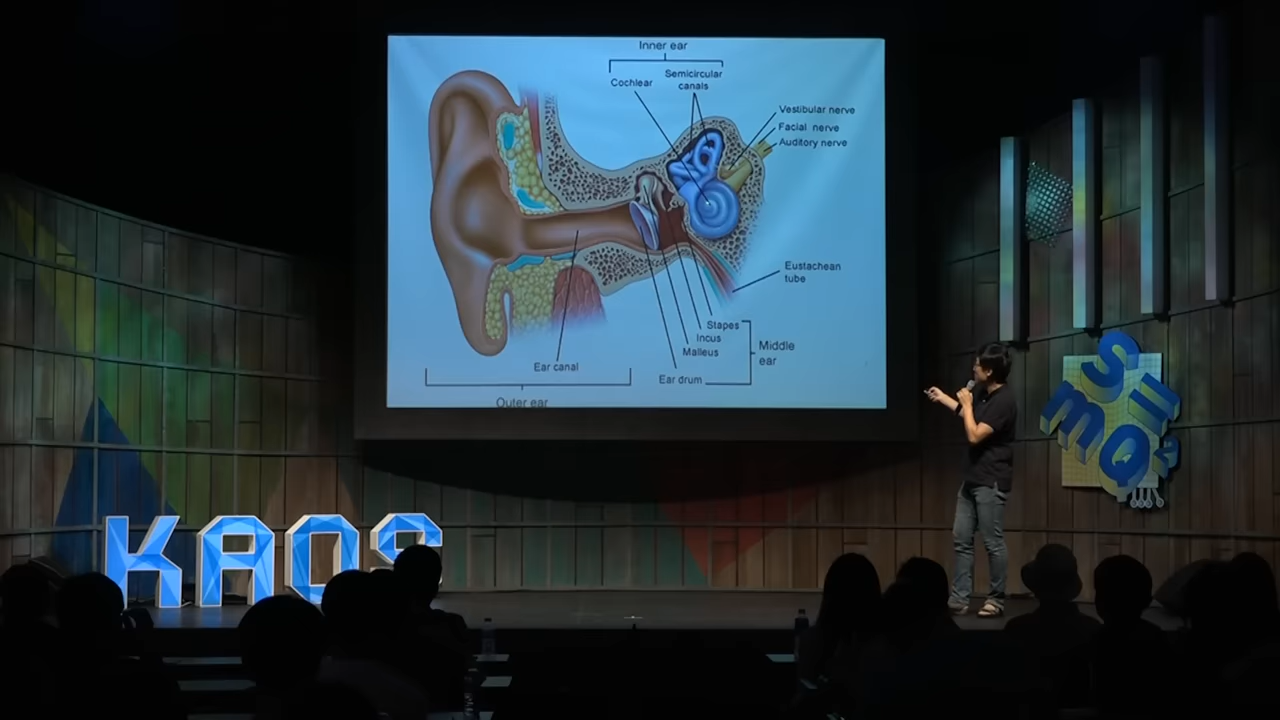 Inner ear
Cochlear
Semicircular
canals
Vestibular nerve
Facial nerve
Auditory nerve
Eustachean
tube
Stapes
Incus
Malleus
Middle
ear
Ear canal
Ear drum
Outer ear
KAOS